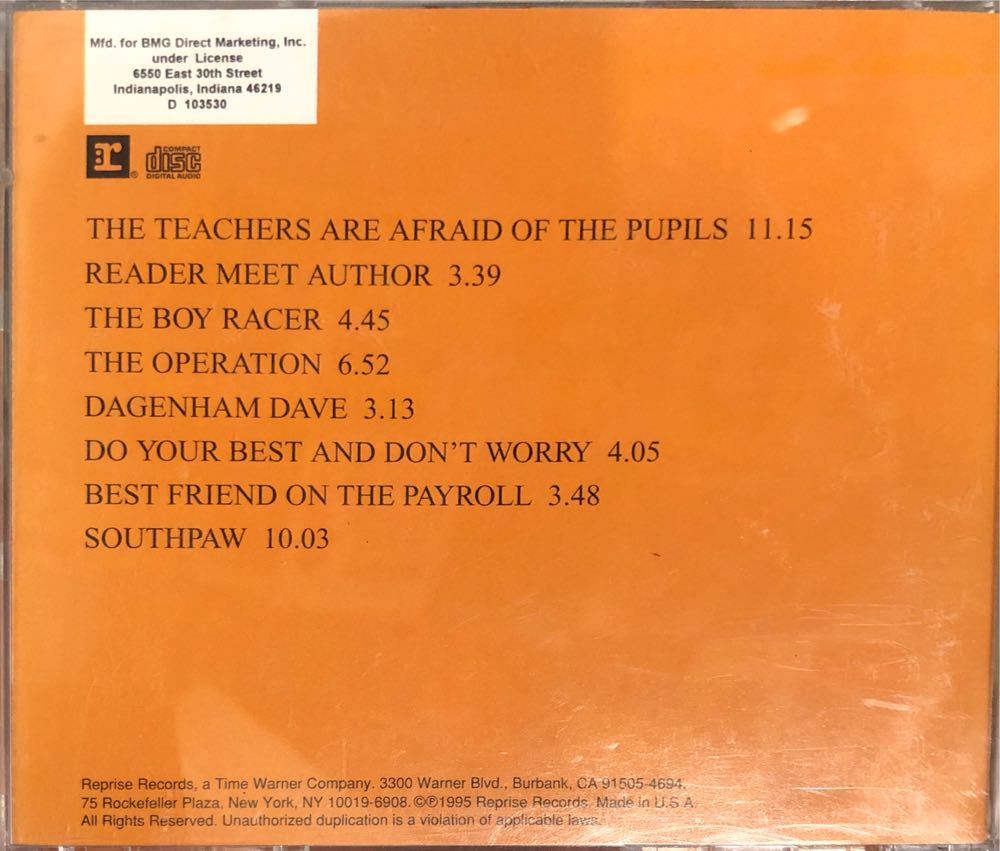 Mfd. for BMG Direct Marketing, Inc.
under License
6550 East 30th Street
Indianapolis, Indiana 46219
D 103530
r ®
COMPACT
disc
DIGITAL AUDIO
THE TEACHERS ARE AFRAID OF THE PUPILS 11.15
READER MEET AUTHOR 3.39
THE BOY RACER 4.45
THE OPERATION 6.52
DAGENHAM DAVE 3.13
DO YOUR BEST AND DON'T WORRY 4.05
BEST FRIEND ON THE PAYROLL 3.48
SOUTHPAW 10.03
Reprise Records, a Time Warner Company. 3300 Warner Blvd., Burbank, CA 91505-4694.
75 Rockefeller Plaza, New York, NY 10019-6908. ©℗1995 Reprise Records. Made in U.S.A.
All Rights Reserved. Unauthorized duplication is a violation of applicable laws.